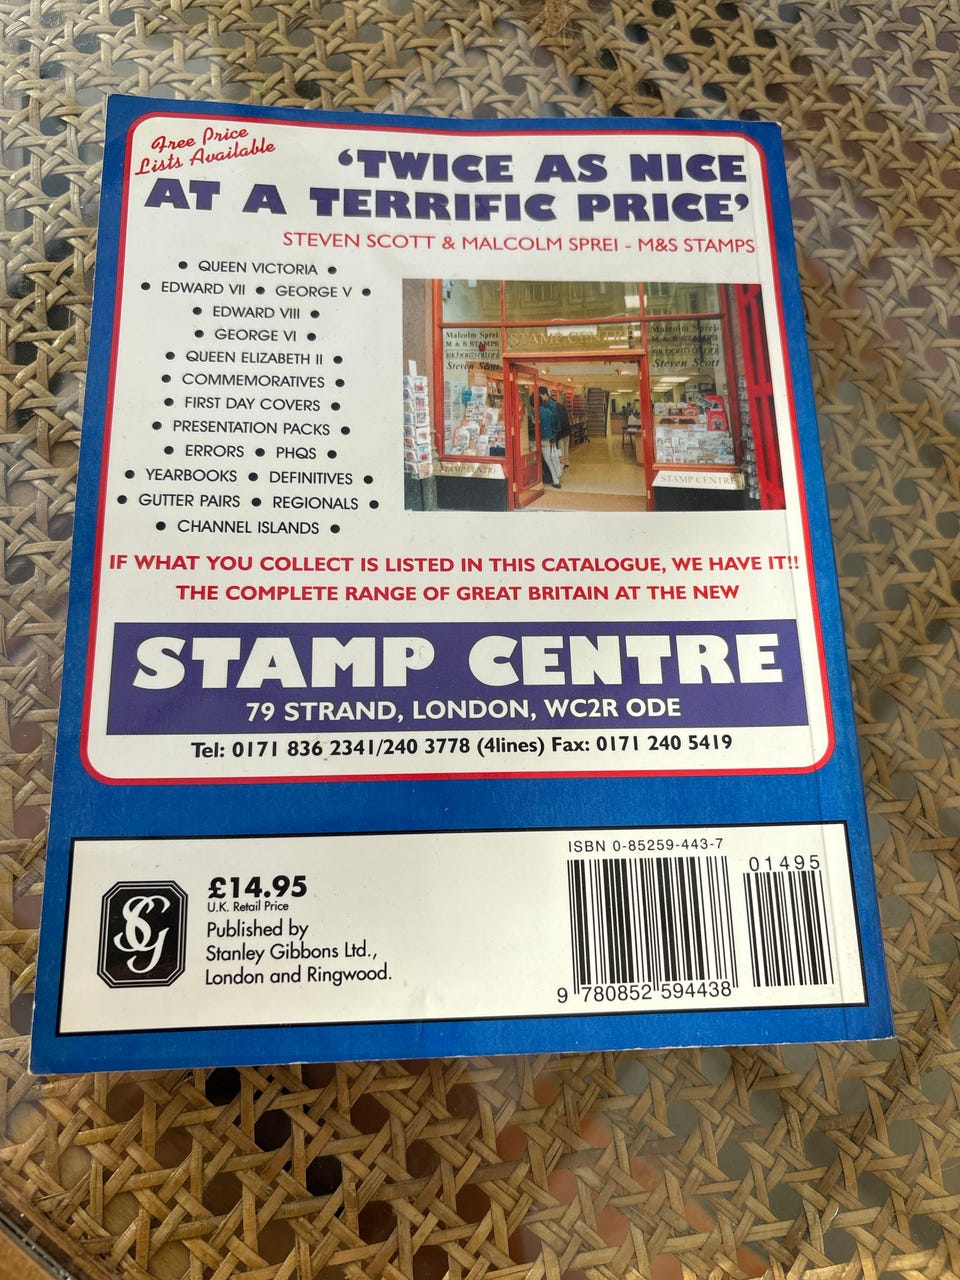 Free Price
Lists Available
‘TWICE AS NICE
AT A TERRIFIC PRICE’
STEVEN SCOTT & MALCOLM SPREI - M&S STAMPS
• QUEEN VICTORIA •
• EDWARD VII • GEORGE V •
• EDWARD VIII •
• GEORGE VI •
• QUEEN ELIZABETH II •
• COMMEMORATIVES •
• FIRST DAY COVERS •
• PRESENTATION PACKS •
• ERRORS • PHQS •
• YEARBOOKS • DEFINITIVES •
• GUTTER PAIRS • REGIONALS •
• CHANNEL ISLANDS •
STAMP CENTRE
Malcolm Sprei
M & S STAMPS
Steven Scott
Malcolm Sprei
M & S STAMPS
Steven Scott
STAMP CENTRE
STAMP CENTRE
IF WHAT YOU COLLECT IS LISTED IN THIS CATALOGUE, WE HAVE IT!!
THE COMPLETE RANGE OF GREAT BRITAIN AT THE NEW
STAMP CENTRE
79 STRAND, LONDON, WC2R ODE
Tel: 0171 836 2341/240 3778 (4lines) Fax: 0171 240 5419
SG
£14.95
U.K. Retail Price
Published by
Stanley Gibbons Ltd.,
London and Ringwood.
ISBN 0-85259-443-7
01495
9 780852 594438